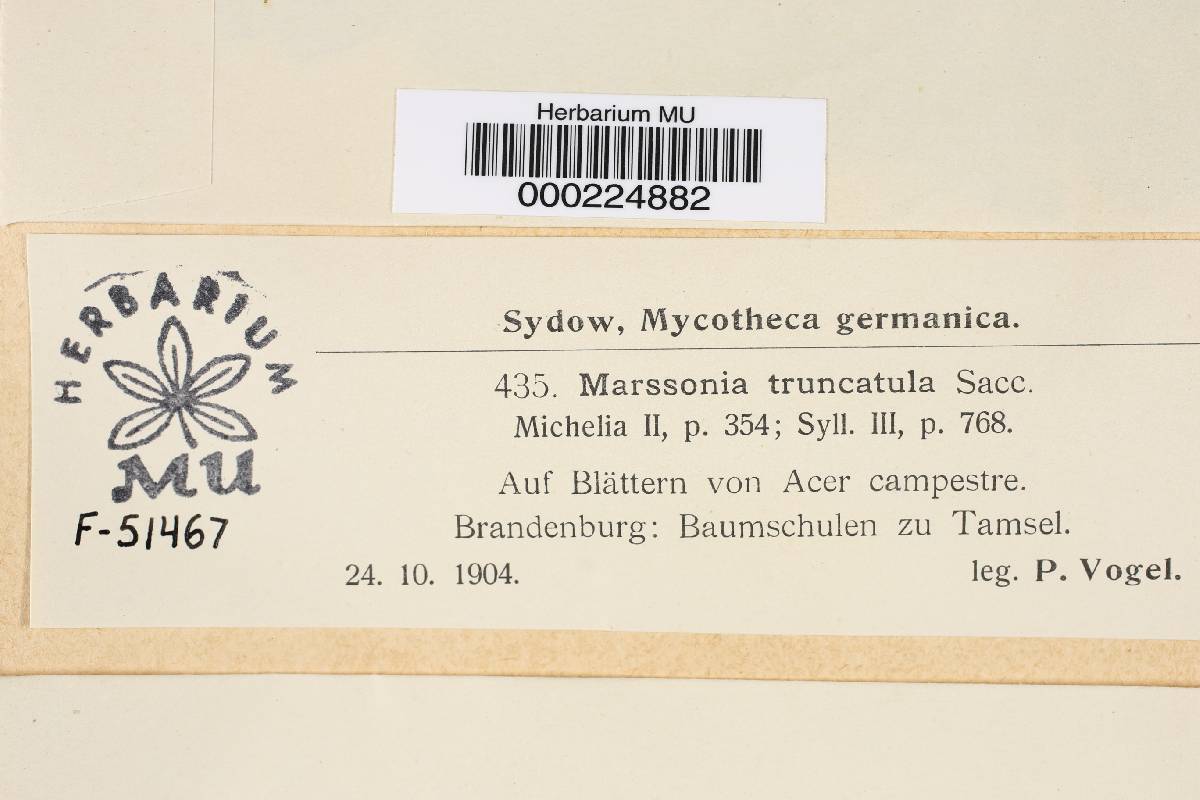 Herbarium MU
000224882
HERBARIUM
MU
F-51467
Sydow, Mycotheca germanica.
435. Marssonia truncatula Sacc.
Michelia II, p. 354; Syll. III, p. 768.
Auf Blättern von Acer campestre.
Brandenburg: Baumschulen zu Tamsel.
24. 10. 1904. leg. P. Vogel.